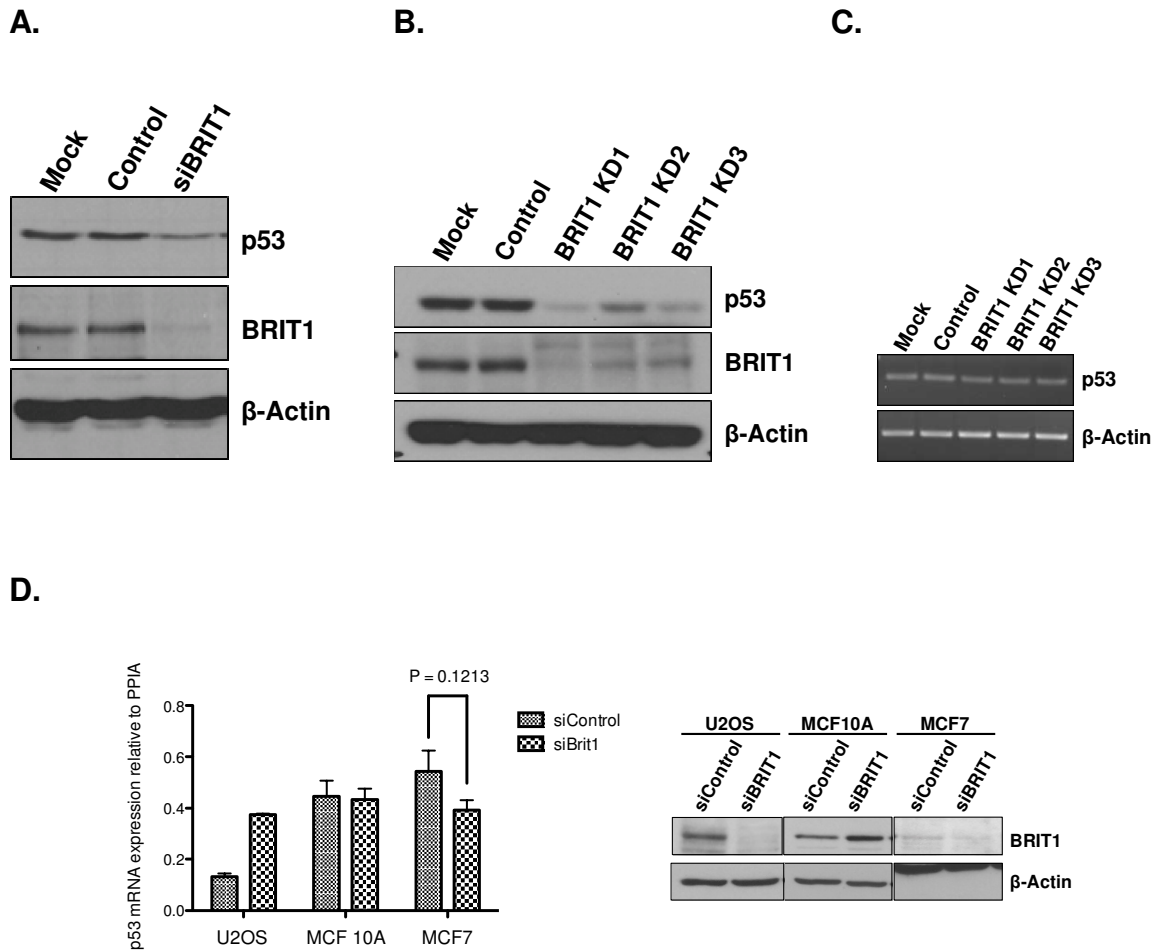 A.
B.
C.
Mock
Control
siBRIT1
p53
BRIT1
β-Actin
Mock
Control
BRIT1 KD1
BRIT1 KD2
BRIT1 KD3
p53
BRIT1
β-Actin
Mock
Control
BRIT1 KD1
BRIT1 KD2
BRIT1 KD3
p53
β-Actin
D.
p53 mRNA expression relative to PPIA
0.8
0.6
0.4
0.2
0.0
P = 0.1213
U2OS
MCF 10A
MCF7
siControl
siBrit1
U2OS
MCF10A
MCF7
siControl
siBRIT1
siControl
siBRIT1
siControl
siBRIT1
BRIT1
β-Actin